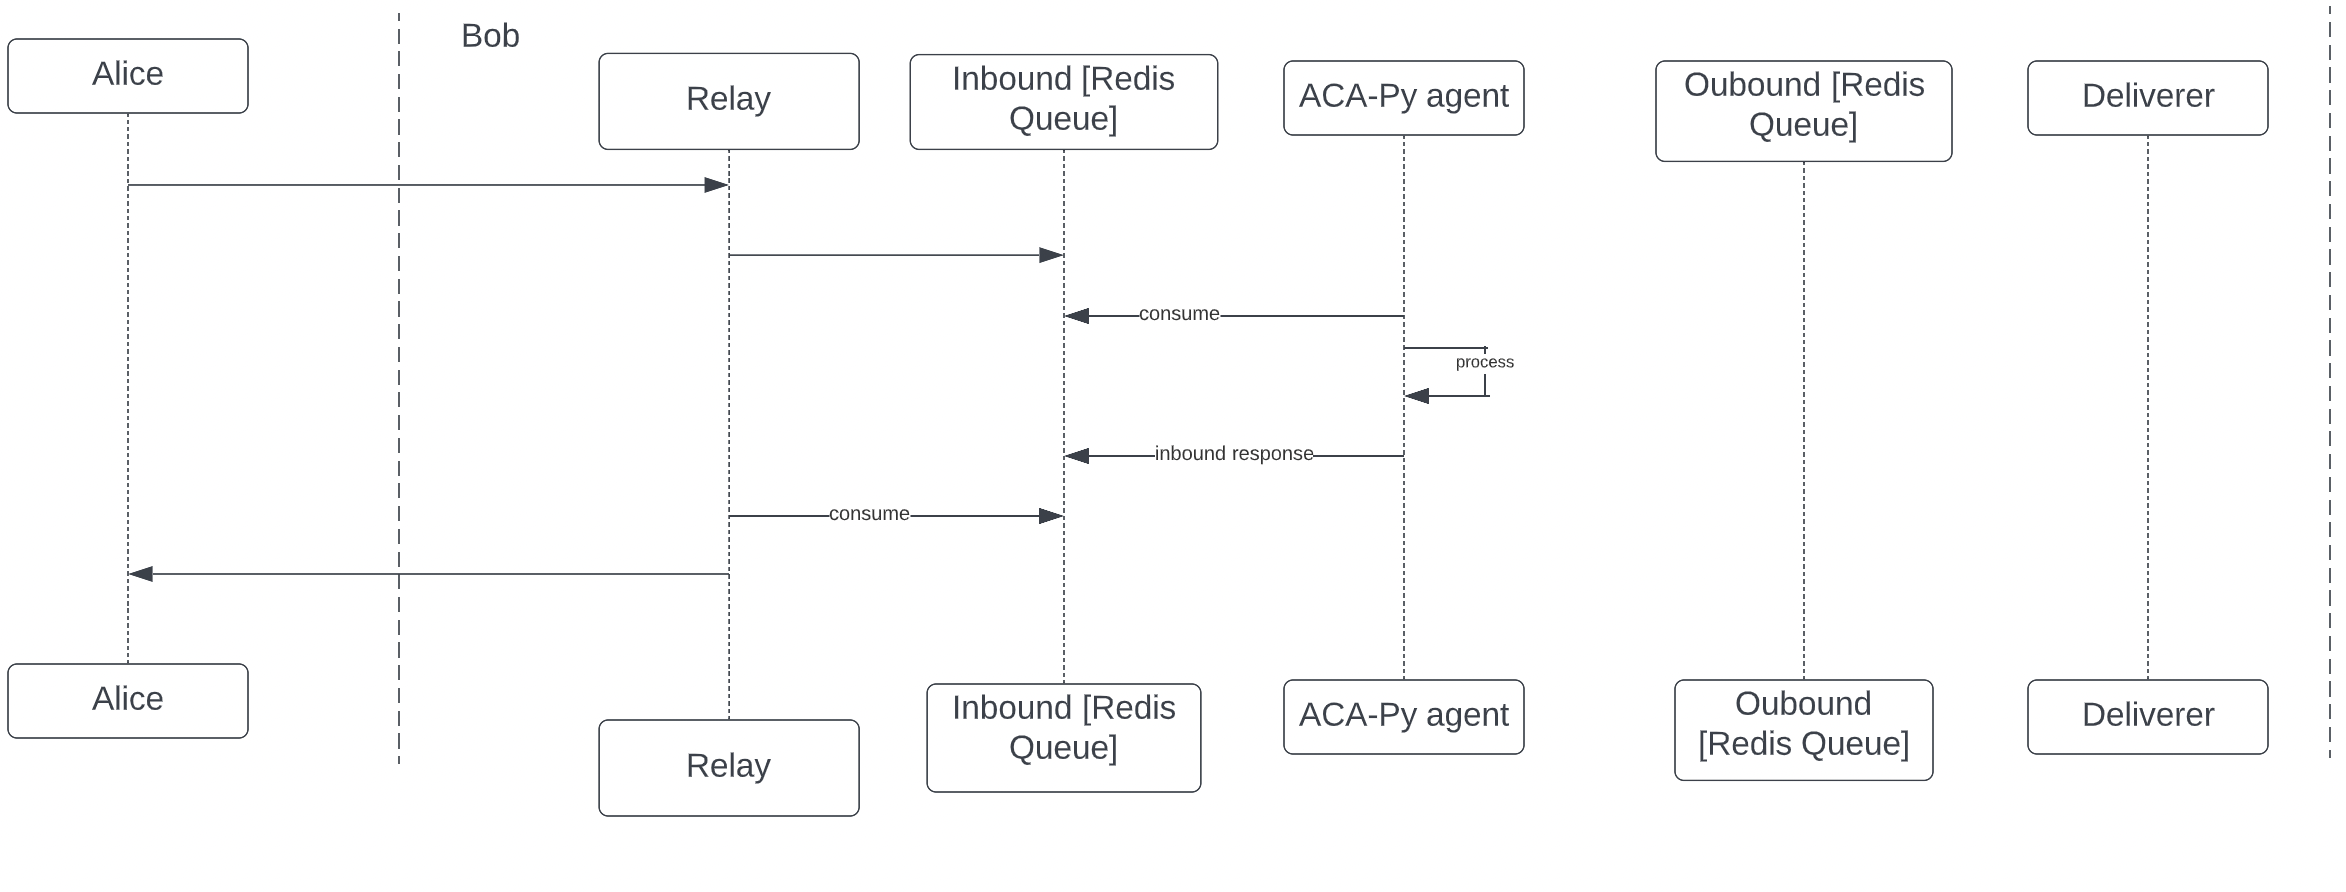 Bob
Alice
Relay
Inbound [Redis
Queue]
ACA-Py agent
Oubound [Redis
Queue]
Deliverer
consume
process
inbound response
consume
Alice
Relay
Inbound [Redis
Queue]
ACA-Py agent
Oubound
[Redis Queue]
Deliverer